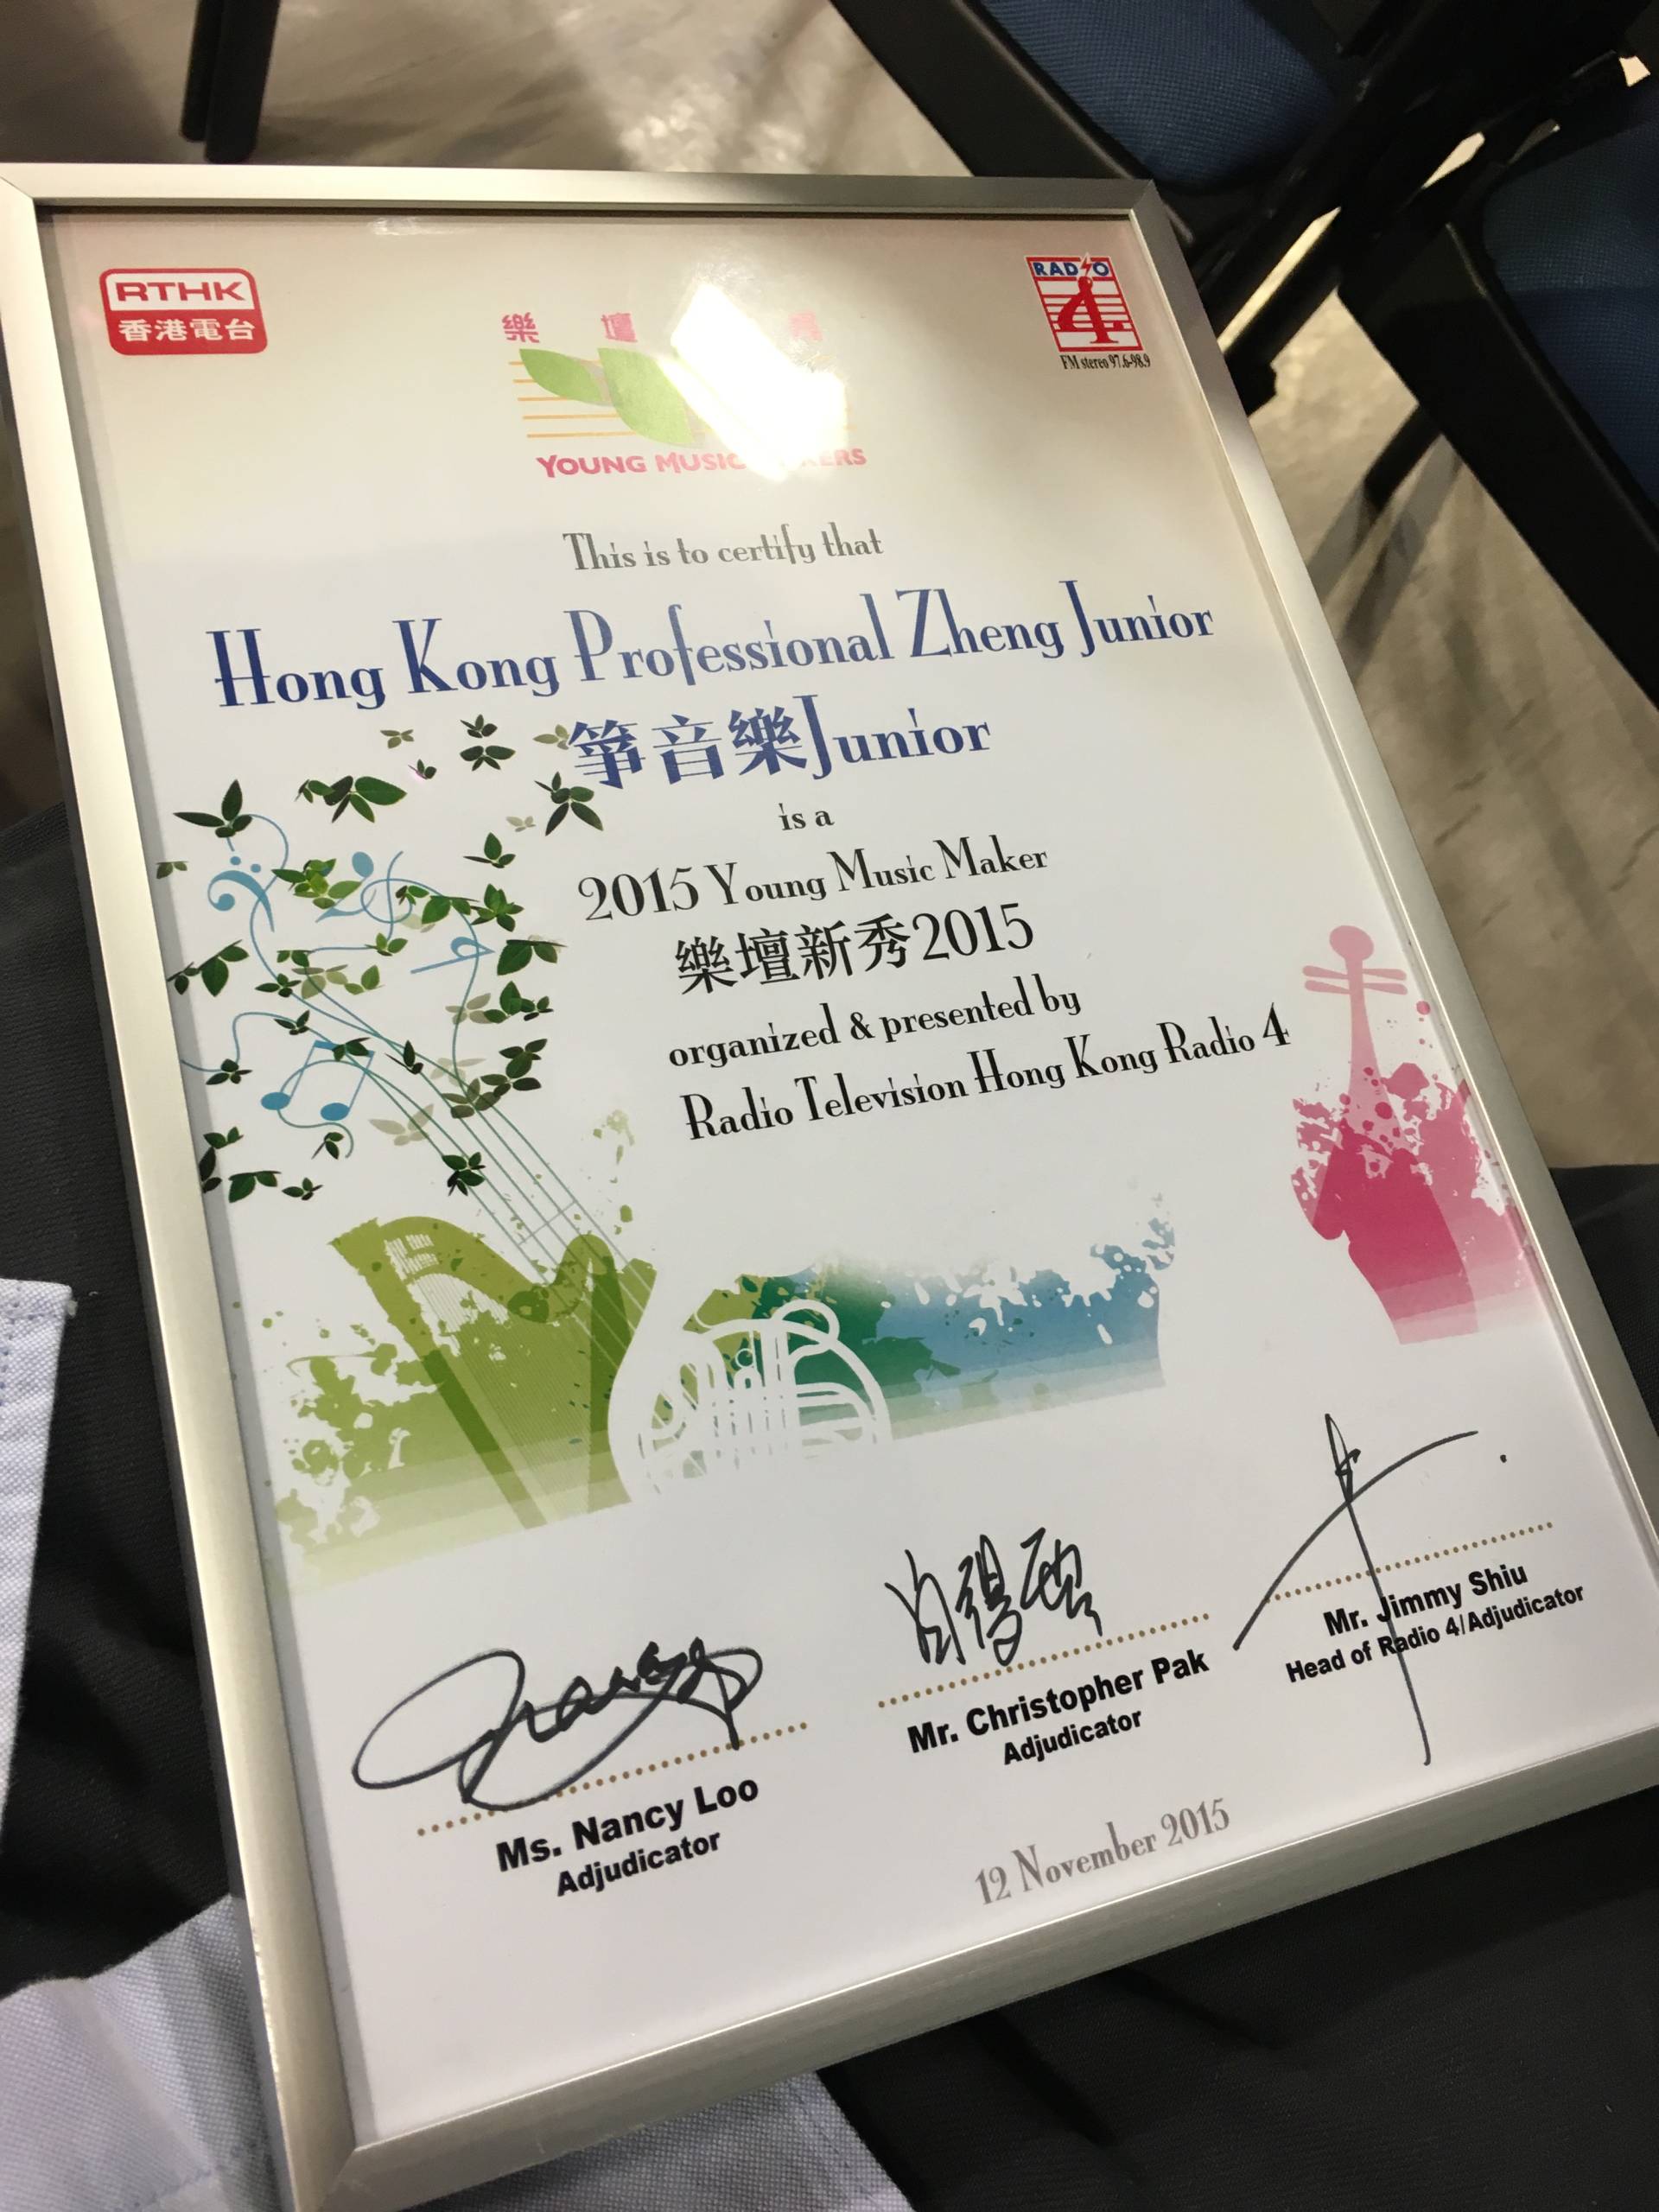 RTHK
香港電台
樂壇
YOUNG MUSIC
RADIO
4
FM stereo 97.6-98.9
This is to certify that
Hong Kong Professional Zheng Junior
箏音樂Junior
is a
2015 Young Music Maker
樂壇新秀2015
organized & presented by
Radio Television Hong Kong Radio 4
Nancy
Ms. Nancy Loo
Adjudicator
Mr. Christopher Pak
Adjudicator
Mr. Jimmy Shiu
Head of Radio 4/Adjudicator
12 November 2015